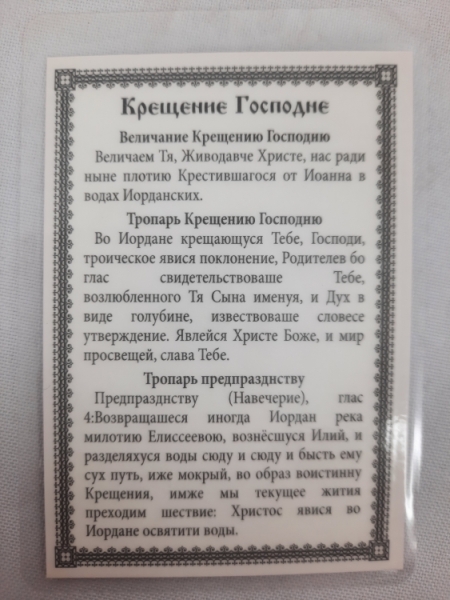 Крещение Господне
Величание Крещению Господню
Величаем Тя, Живодавче Христе, нас ради
ныне плотию Крестившагося от Иоанна в
водах Иорданских.
Тропарь Крещению Господню
Во Иордане крещающуся Тебе, Господи,
троическое явися поклонение, Родителев бо
глас свидетельствоваше Тебе,
возлюбленного Тя Сына именуя, и Дух в
виде голубине, известоваше словесе
утверждение. Явлейся Христе Боже, и мир
просвещей, слава Тебе.
Тропарь предпразднству
Предпразднству (Навечерие), глас
4:Возвращашеся иногда Иордан река
милотию Елиссеевою, вознёсшуся Илий, и
разделяхуся воды сюду и сюду и бысть ему
сух путь, иже мокрый, во образ воистинну
Крещения, имже мы текущее жития
преходим шествие: Христос явися во
Иордане освятити воды.